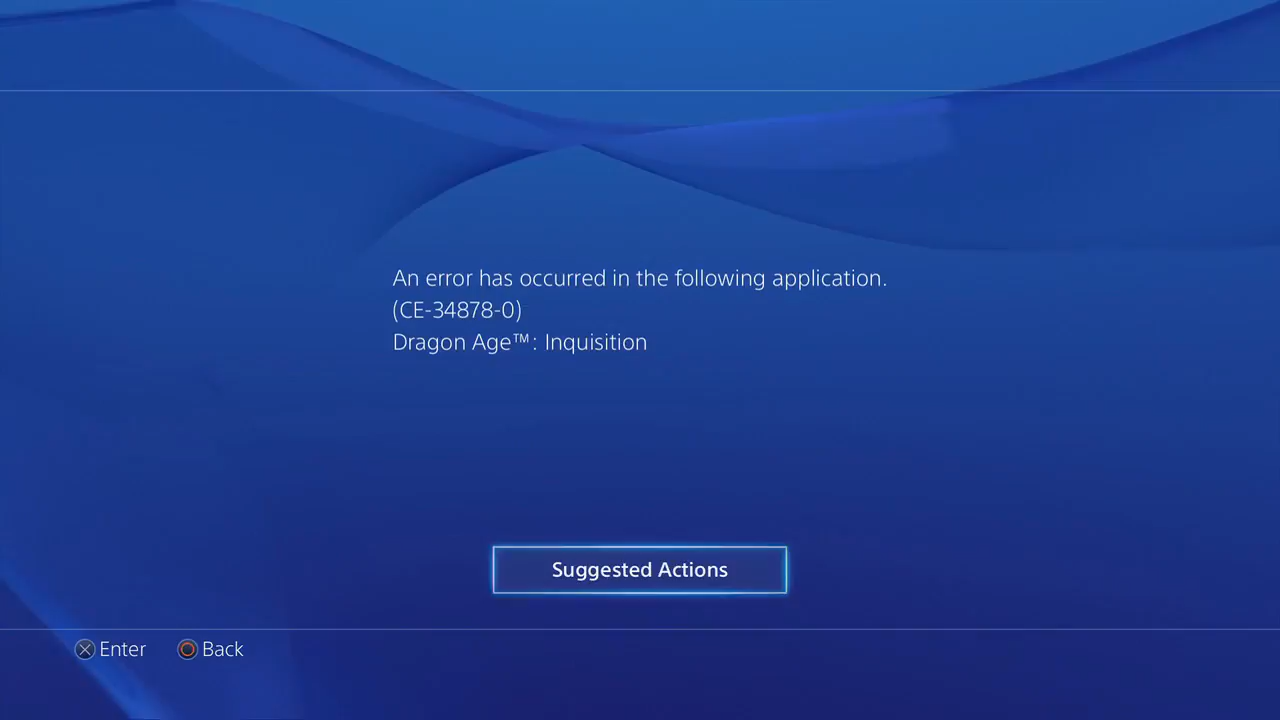 An error has occurred in the following application.
(CE-34878-0)
Dragon Age™: Inquisition
Suggested Actions
Enter
Back